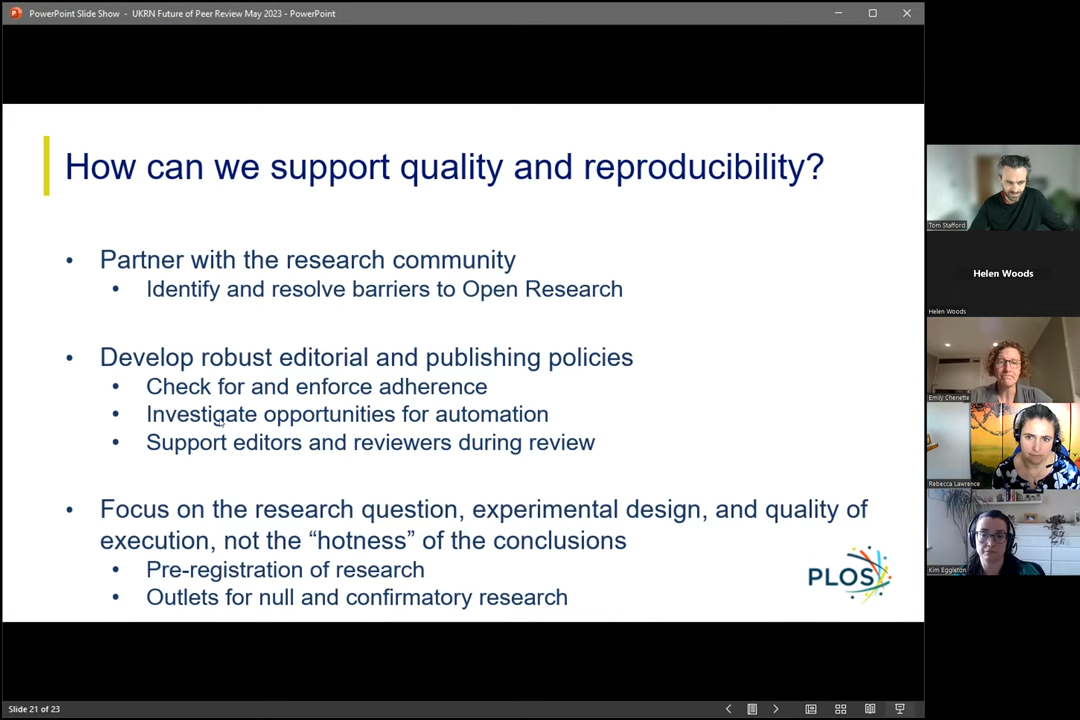 PowerPoint Slide Show - UKRN Future of Peer Review May 2023 - PowerPoint
How can we support quality and reproducibility?
• Partner with the research community
• Identify and resolve barriers to Open Research
• Develop robust editorial and publishing policies
• Check for and enforce adherence
• Investigate opportunities for automation
• Support editors and reviewers during review
• Focus on the research question, experimental design, and quality of
execution, not the “hotness” of the conclusions
• Pre-registration of research
• Outlets for null and confirmatory research
PLOS
Slide 21 of 23
Tom Stafford
Helen Woods
Helen Woods
Emily Chenette
Rebecca Lawrence
Kim Eggleton